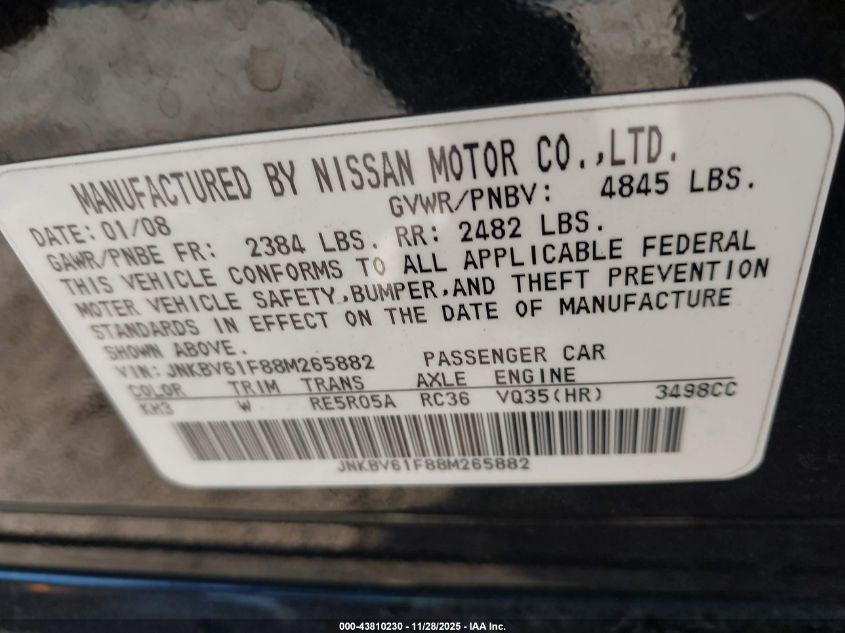 MANUFACTURED BY NISSAN MOTOR CO.,LTD.
DATE: 01/08 GVWR/PNBV: 4845 LBS.
GAWR/PNBE FR: 2384 LBS. RR: 2482 LBS.
THIS VEHICLE CONFORMS TO ALL APPLICABLE FEDERAL
MOTER VEHICLE SAFETY,BUMPER,AND THEFT PREVENTION
STANDARDS IN EFFECT ON THE DATE OF MANUFACTURE
SHOWN ABOVE.
VIN: JNKBV61F88M265882 PASSENGER CAR
COLOR TRIM TRANS AXLE ENGINE
KH3 W RE5R05A RC36 VQ35(HR) 3498CC
JNKBV61F88M265882
000-43810230 - 11/28/2025 - IAA Inc.